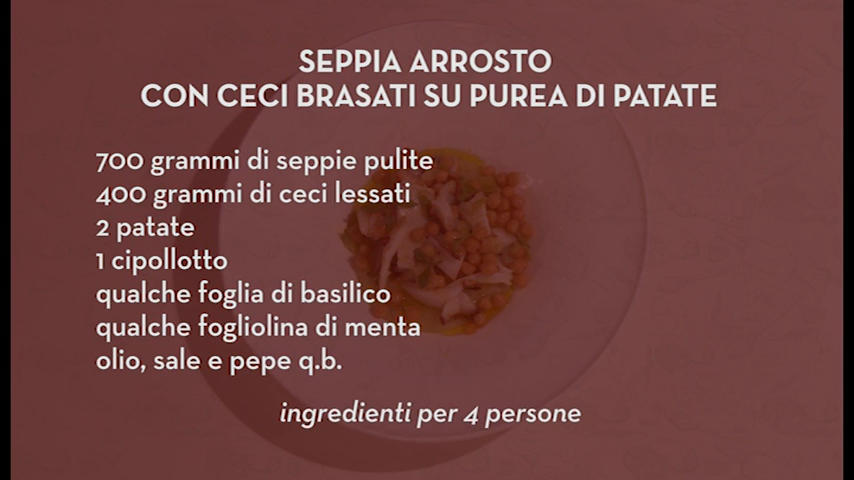 SEPPIA ARROSTO
CON CECI BRASATI SU PUREA DI PATATE
700 grammi di seppie pulite
400 grammi di ceci lessati
2 patate
1 cipollotto
qualche foglia di basilico
qualche fogliolina di menta
olio, sale e pepe q.b.
ingredienti per 4 persone